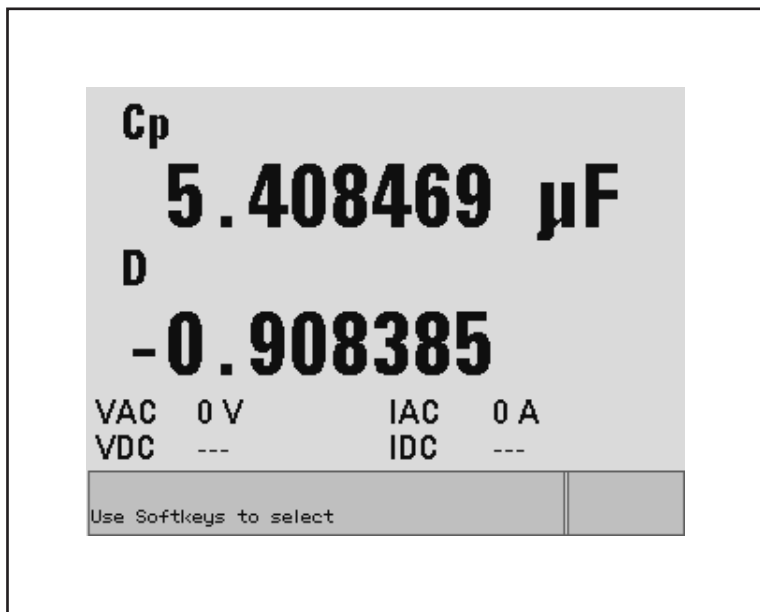 Cp
5.408469 µF
D
-0.908385
VAC 0 V IAC 0 A
VDC --- IDC ---
Use Softkeys to select